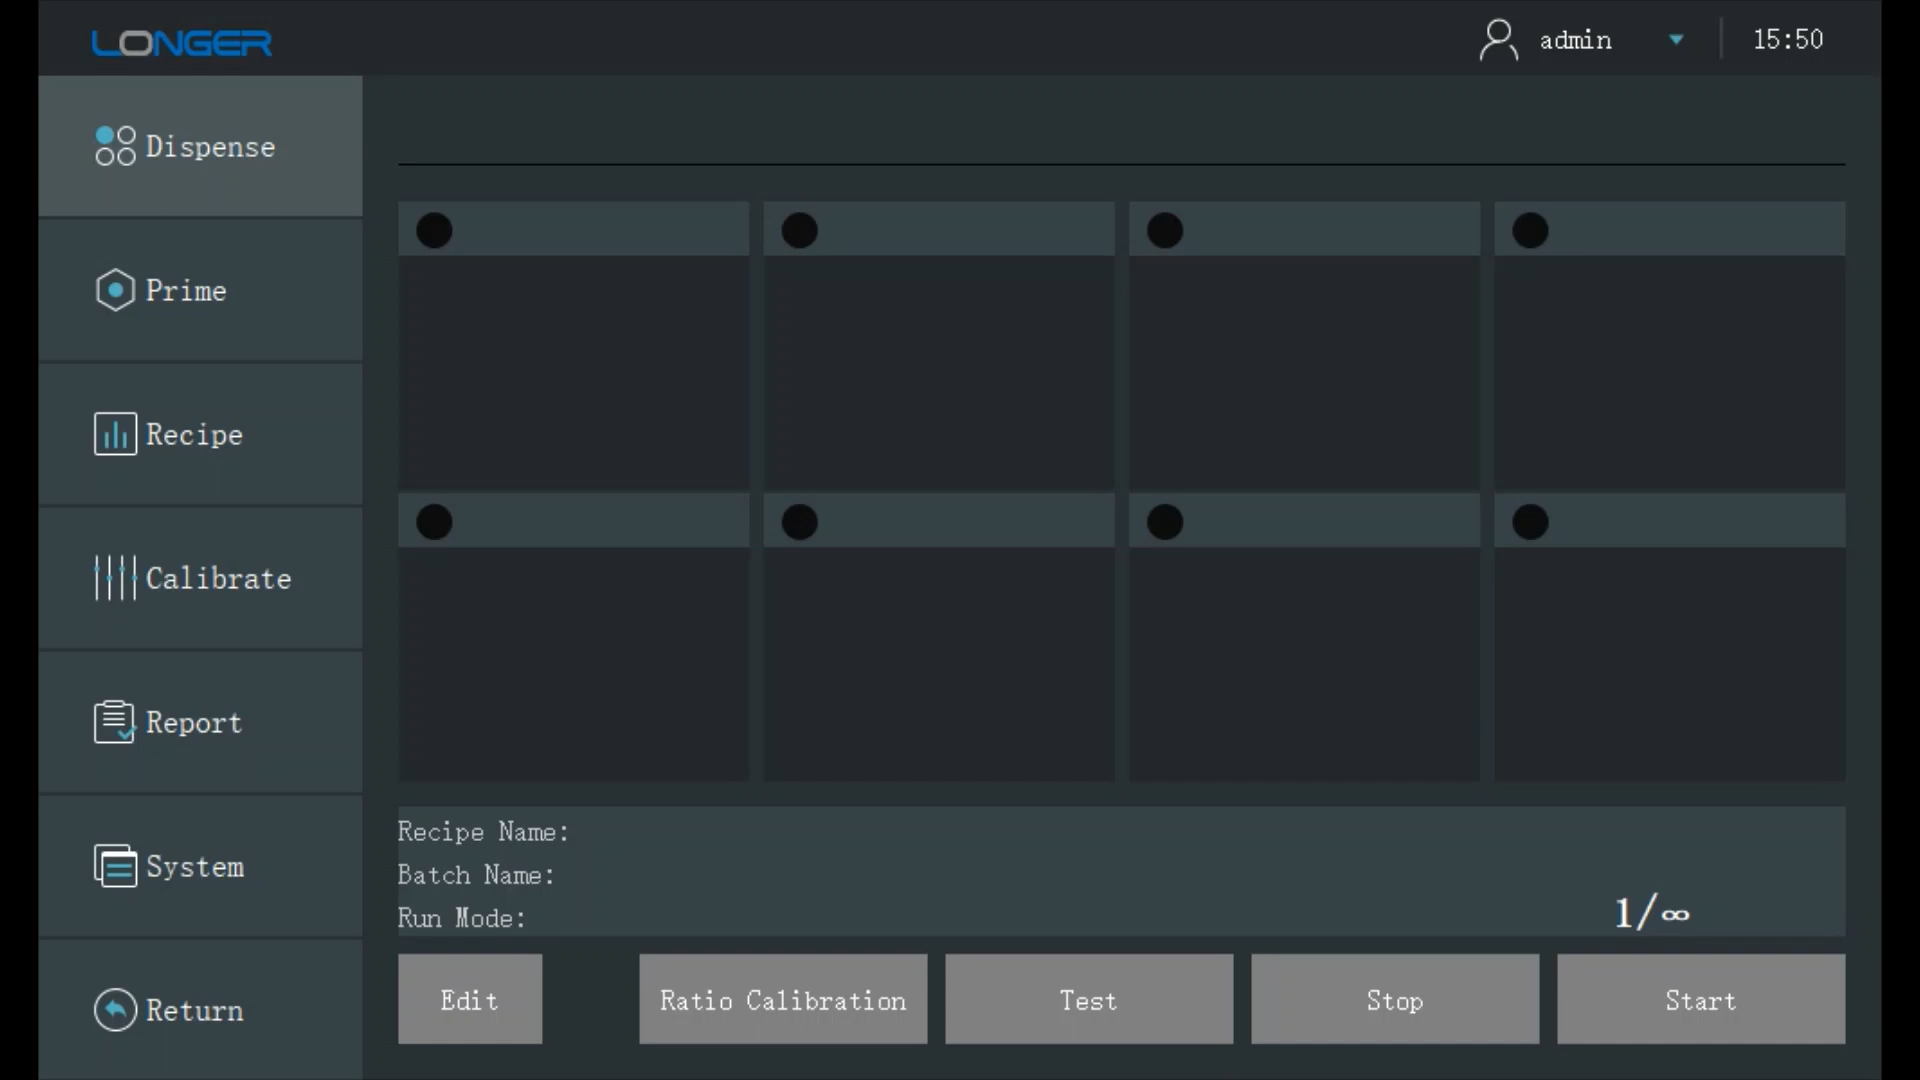 LONGER
admin
15:50
Dispense
Prime
Recipe
Calibrate
Report
System
Return
Recipe Name:
Batch Name:
Run Mode:
1/∞
Edit
Ratio Calibration
Test
Stop
Start